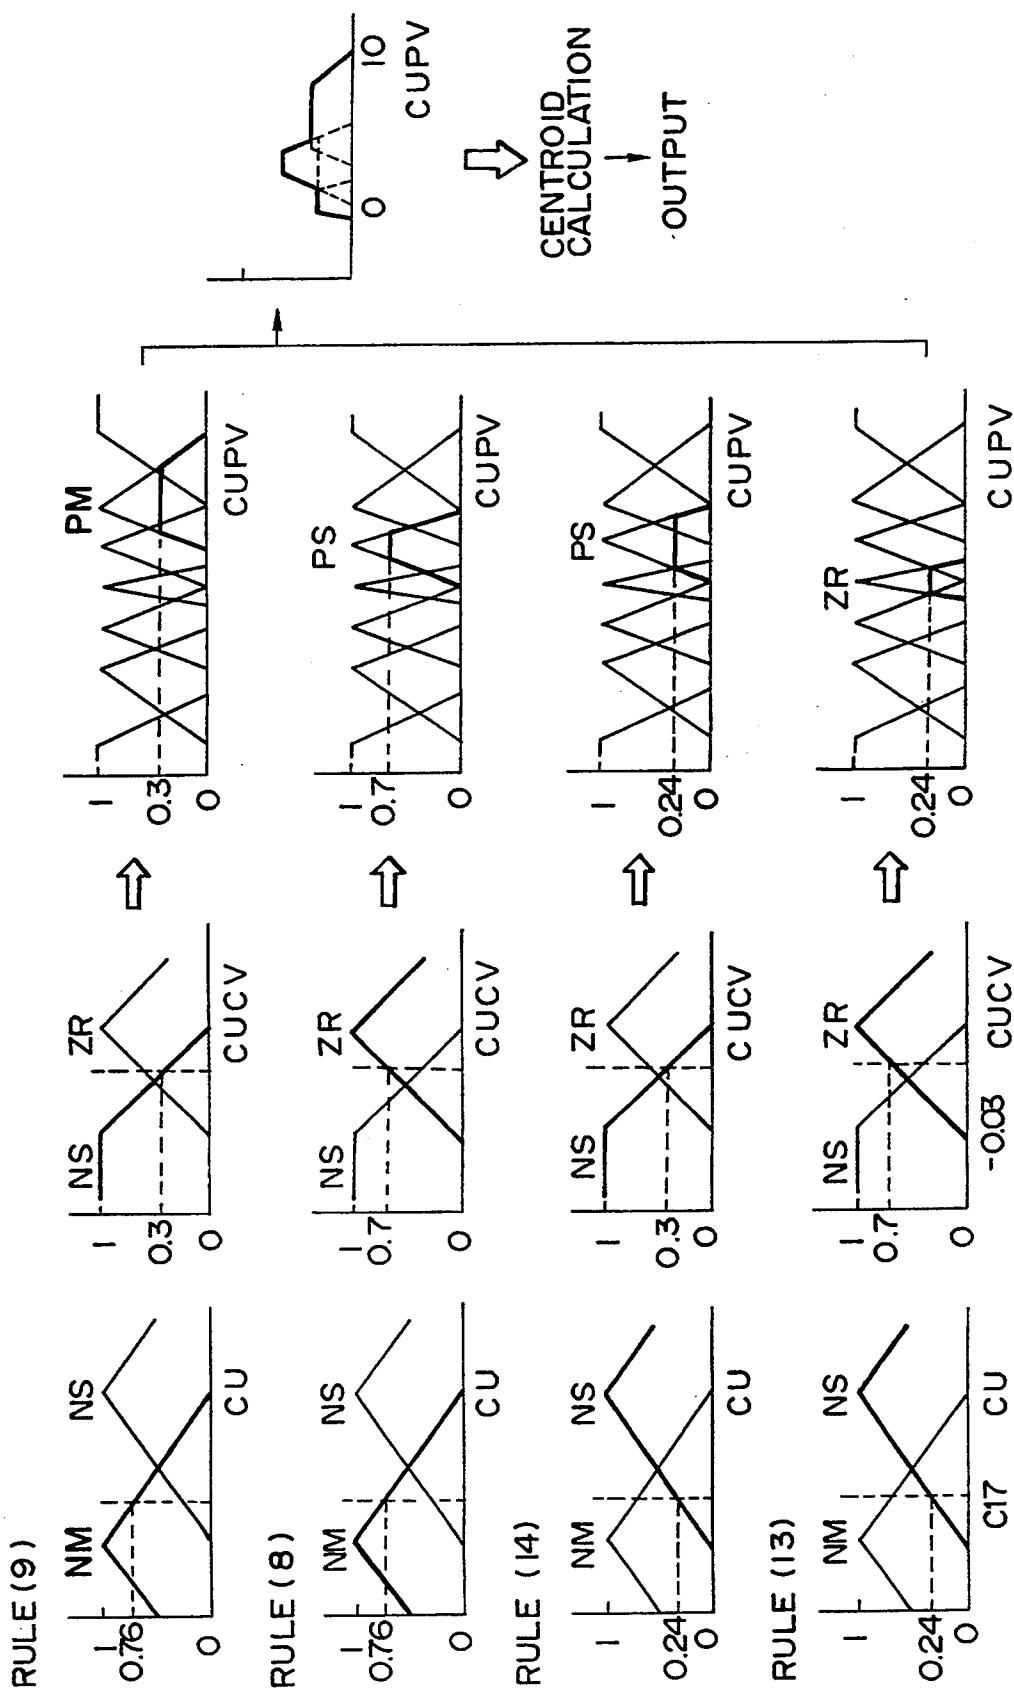 RULE (9)
1
0.76
0
NM
NS
CU
1
0.3
0
NS
ZR
CUCV
1
0.3
0
PM
CUPV
RULE (8)
1
0.76
0
NM
NS
CU
1
0.7
0
NS
ZR
CUCV
1
0.7
0
PS
CUPV
RULE (14)
1
0.24
0
NM
NS
CU
1
0.3
0
NS
ZR
CUCV
1
0.24
0
PS
CUPV
RULE (13)
1
0.24
0
NM
NS
C17
CU
1
0.7
0
NS
ZR
-0.03
CUCV
1
0.24
0
ZR
CUPV
0
10
CUPV
CENTROID
CALCULATION
OUTPUT